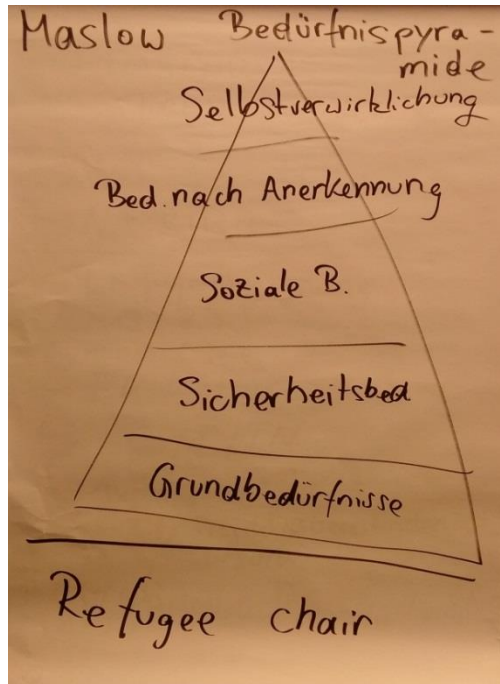 Maslow Bedürfnispyra-
mide
Selbstverwirklichung
Bed. nach Anerkennung
Soziale B.
Sicherheitsbed
Grundbedürfnisse
Refugee chair